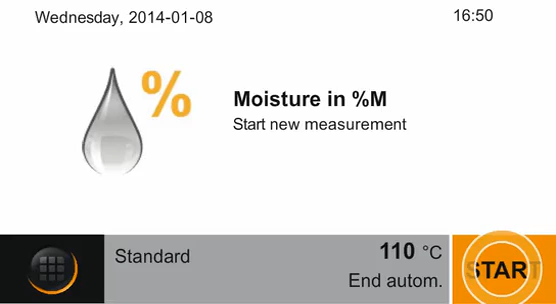 Wednesday, 2014-01-08 16:50
%
Moisture in %M
Start new measurement
Standard 110 °C
End autom.
START